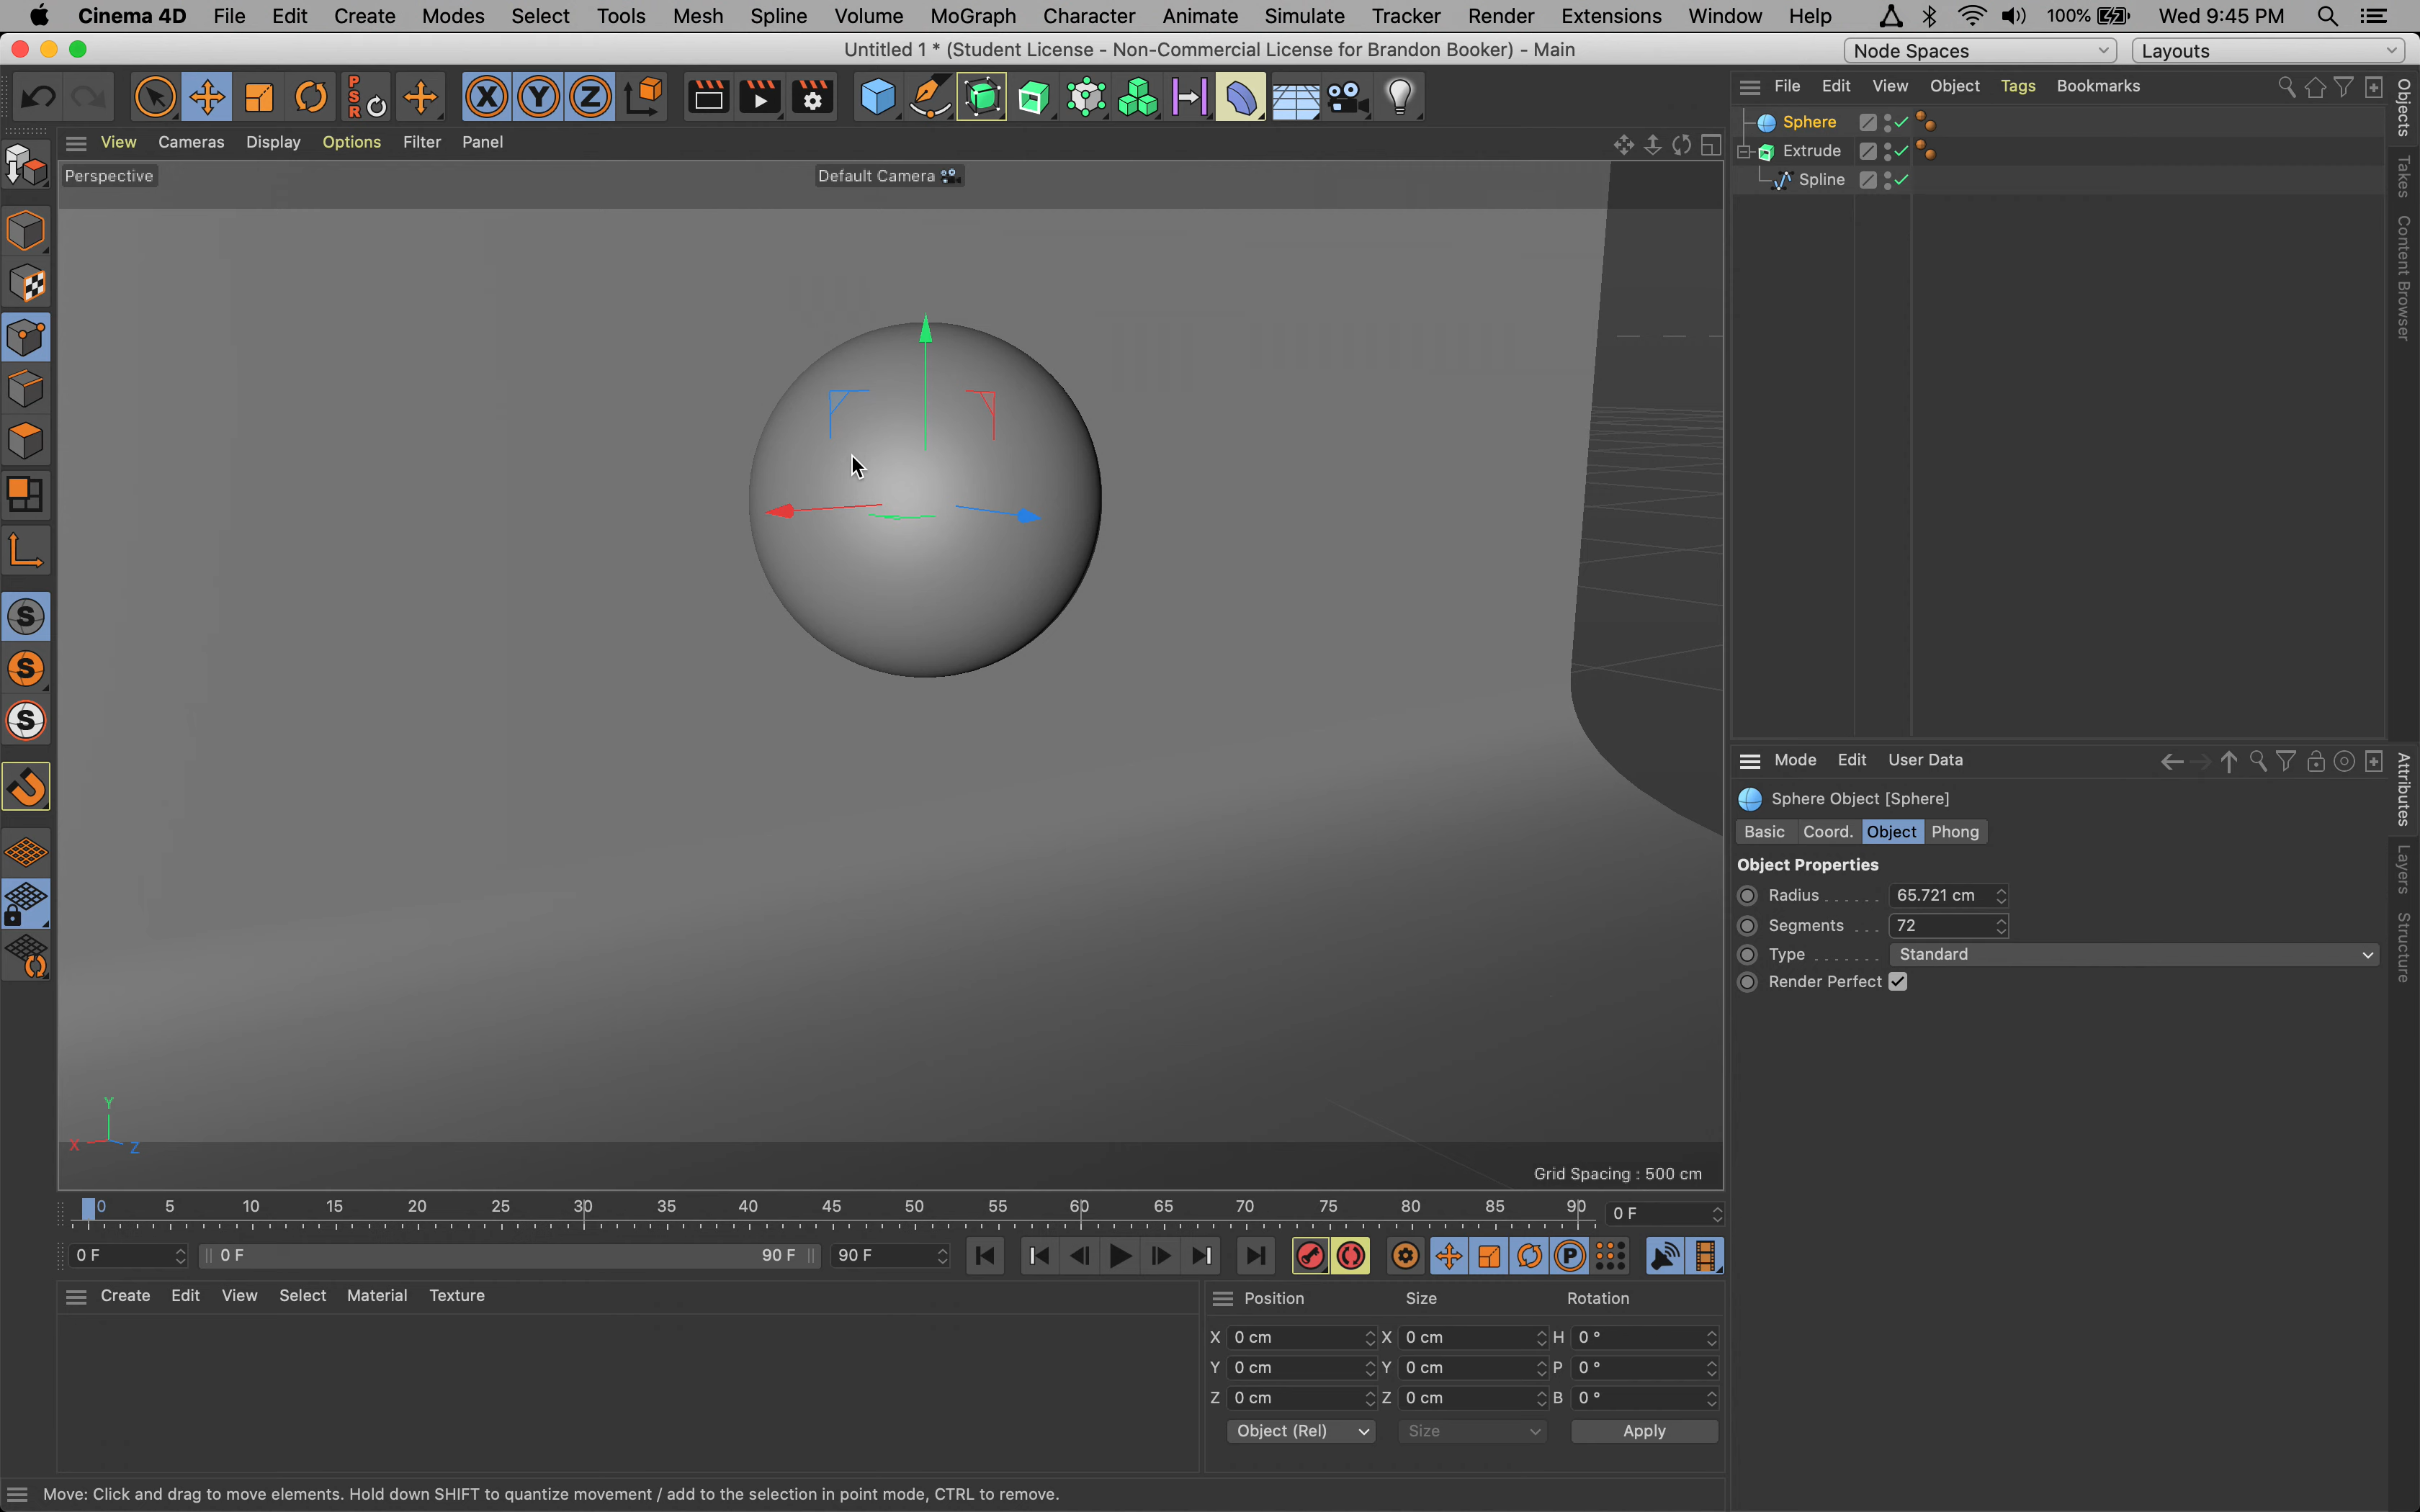 Cinema 4D File Edit Create Modes Select Tools Mesh Spline Volume MoGraph Character Animate Simulate Tracker Render Extensions Window Help 100% Wed 9:45 PM
Untitled 1 * (Student License - Non-Commercial License for Brandon Booker) - Main
Node Spaces
Layouts
PSR
X Y Z
File Edit View Object Tags Bookmarks
Objects
Takes
Content Browser
View Cameras Display Options Filter Panel
Perspective
Default Camera
Sphere
Extrude
Spline
S
S
S
Y
X Z
Grid Spacing : 500 cm
Mode Edit User Data
Attributes
Layers
Structure
Sphere Object [Sphere]
Basic Coord. Object Phong
Object Properties
Radius . . . . . . 65.721 cm
Segments . . . 72
Type . . . . . . . Standard
Render Perfect
0 5 10 15 20 25 30 35 40 45 50 55 60 65 70 75 80 85 90 0 F
0 F 0 F 90 F 90 F
P
Create Edit View Select Material Texture
Position Size Rotation
X 0 cm X 0 cm H 0 °
Y 0 cm Y 0 cm P 0 °
Z 0 cm Z 0 cm B 0 °
Object (Rel) Size Apply
Move: Click and drag to move elements. Hold down SHIFT to quantize movement / add to the selection in point mode, CTRL to remove.